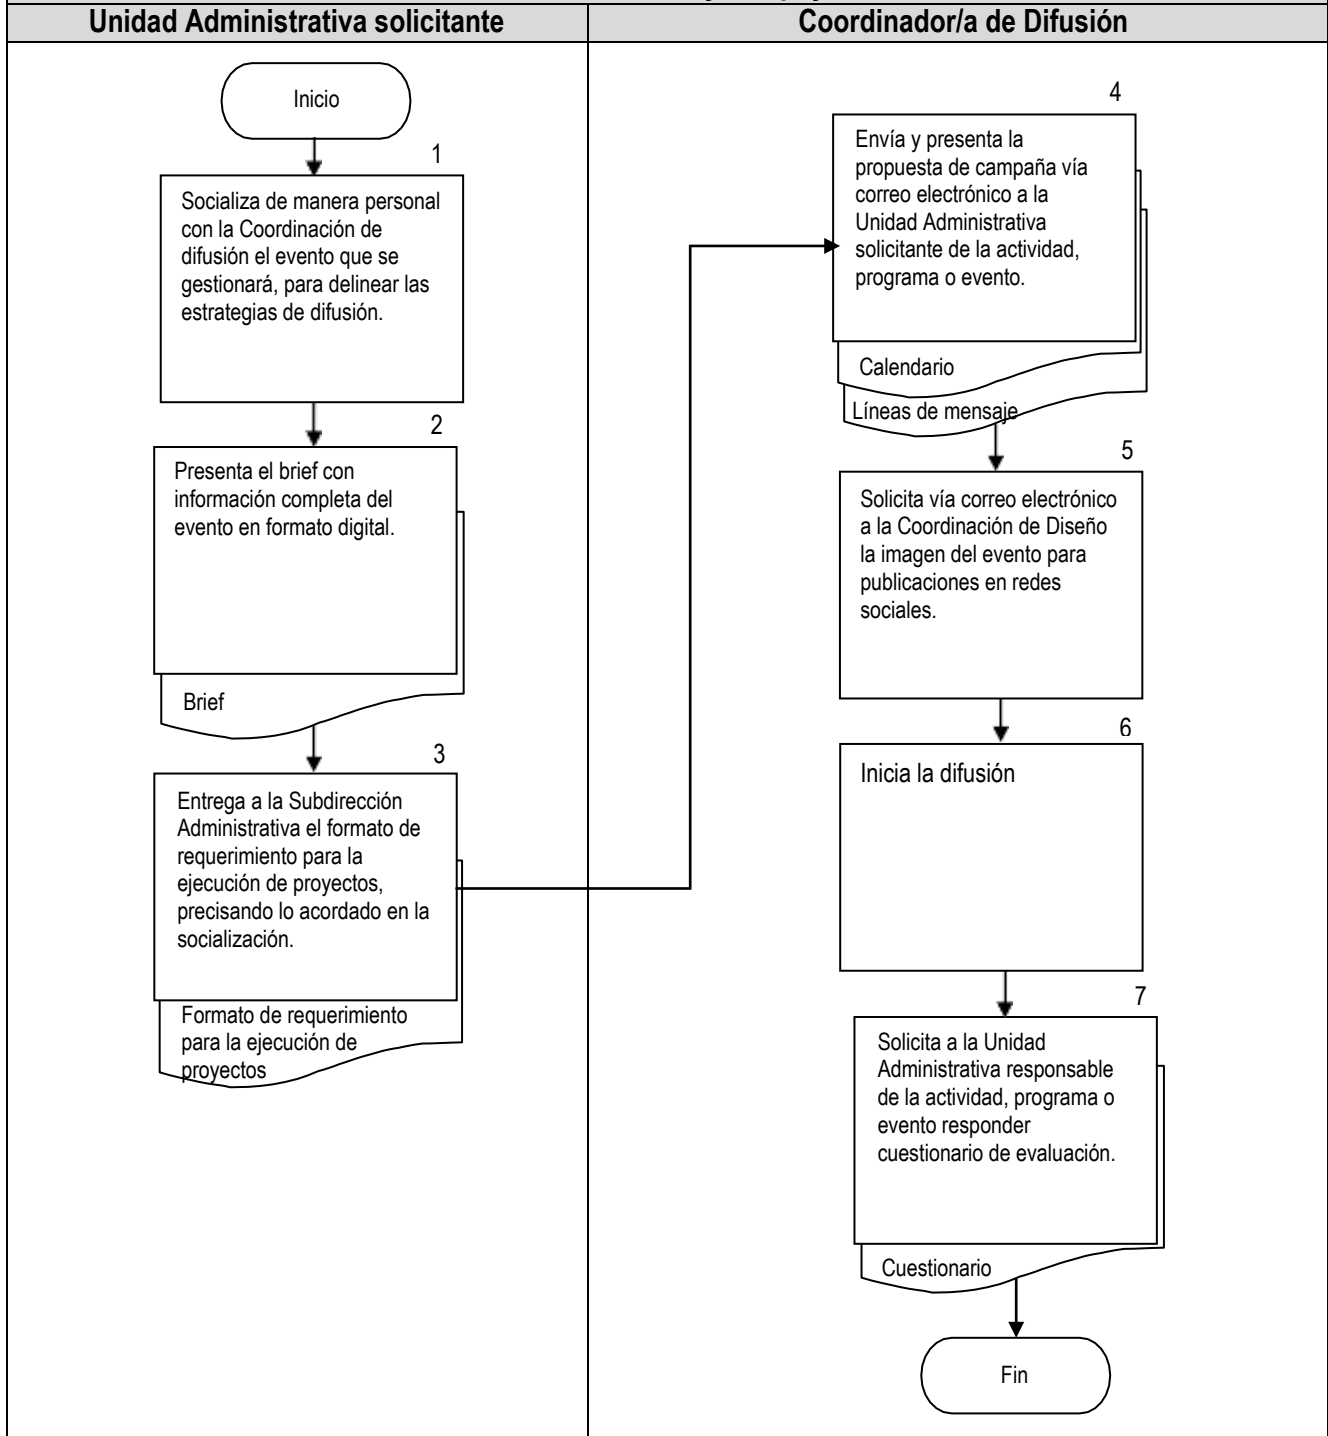 Unidad Administrativa solicitante
Coordinador/a de Difusión
Inicio
1
Socializa de manera personal
con la Coordinación de
difusión el evento que se
gestionará, para delinear las
estrategias de difusión.
2
Presenta el brief con
información completa del
evento en formato digital.
Brief
3
Entrega a la Subdirección
Administrativa el formato de
requerimiento para la
ejecución de proyectos,
precisando lo acordado en la
socialización.
Formato de requerimiento
para la ejecución de
proyectos
4
Envía y presenta la
propuesta de campaña vía
correo electrónico a la
Unidad Administrativa
solicitante de la actividad,
programa o evento.
Calendario
Líneas de mensaje
5
Solicita vía correo electrónico
a la Coordinación de Diseño
la imagen del evento para
publicaciones en redes
sociales.
6
Inicia la difusión
7
Solicita a la Unidad
Administrativa responsable
de la actividad, programa o
evento responder
cuestionario de evaluación.
Cuestionario
Fin